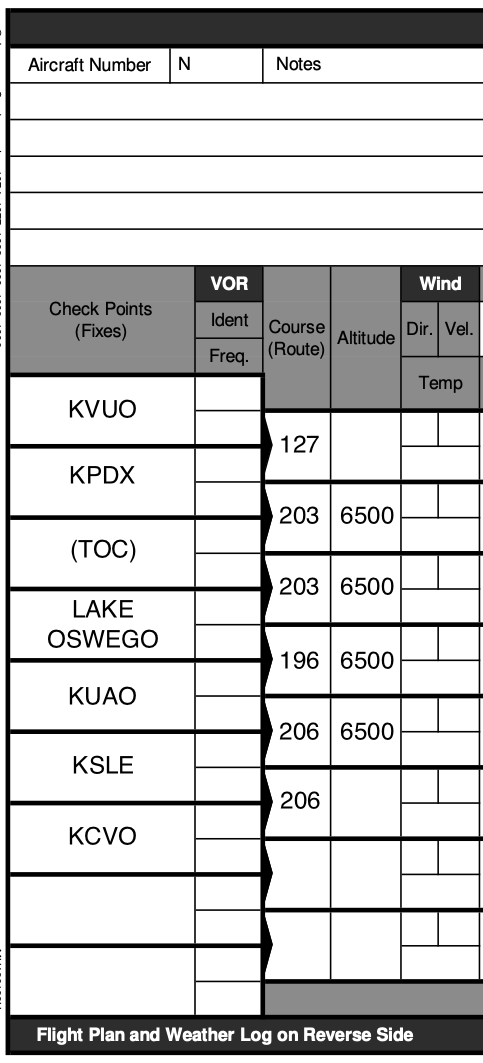 Aircraft Number N Notes
VOR Wind
Check Points
(Fixes)
Ident
Course
(Route)
Altitude
Dir. Vel.
Freq.
Temp
KVUO
127
KPDX
203 6500
(TOC)
203 6500
LAKE
OSWEGO
196 6500
KUAO
206 6500
KSLE
206
KCVO
Flight Plan and Weather Log on Reverse Side